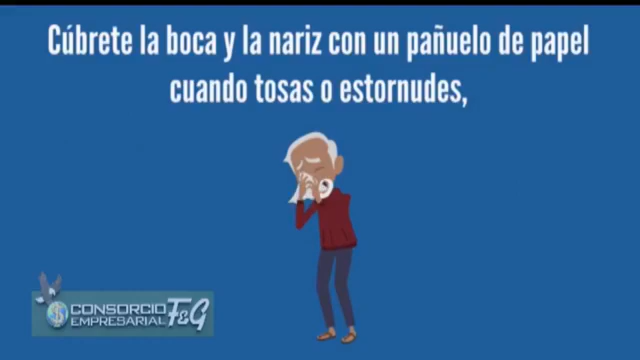 Cúbrete la boca y la nariz con un pañuelo de papel
cuando tosas o estornudes,
CONSORCIO
EMPRESARIAL F&G